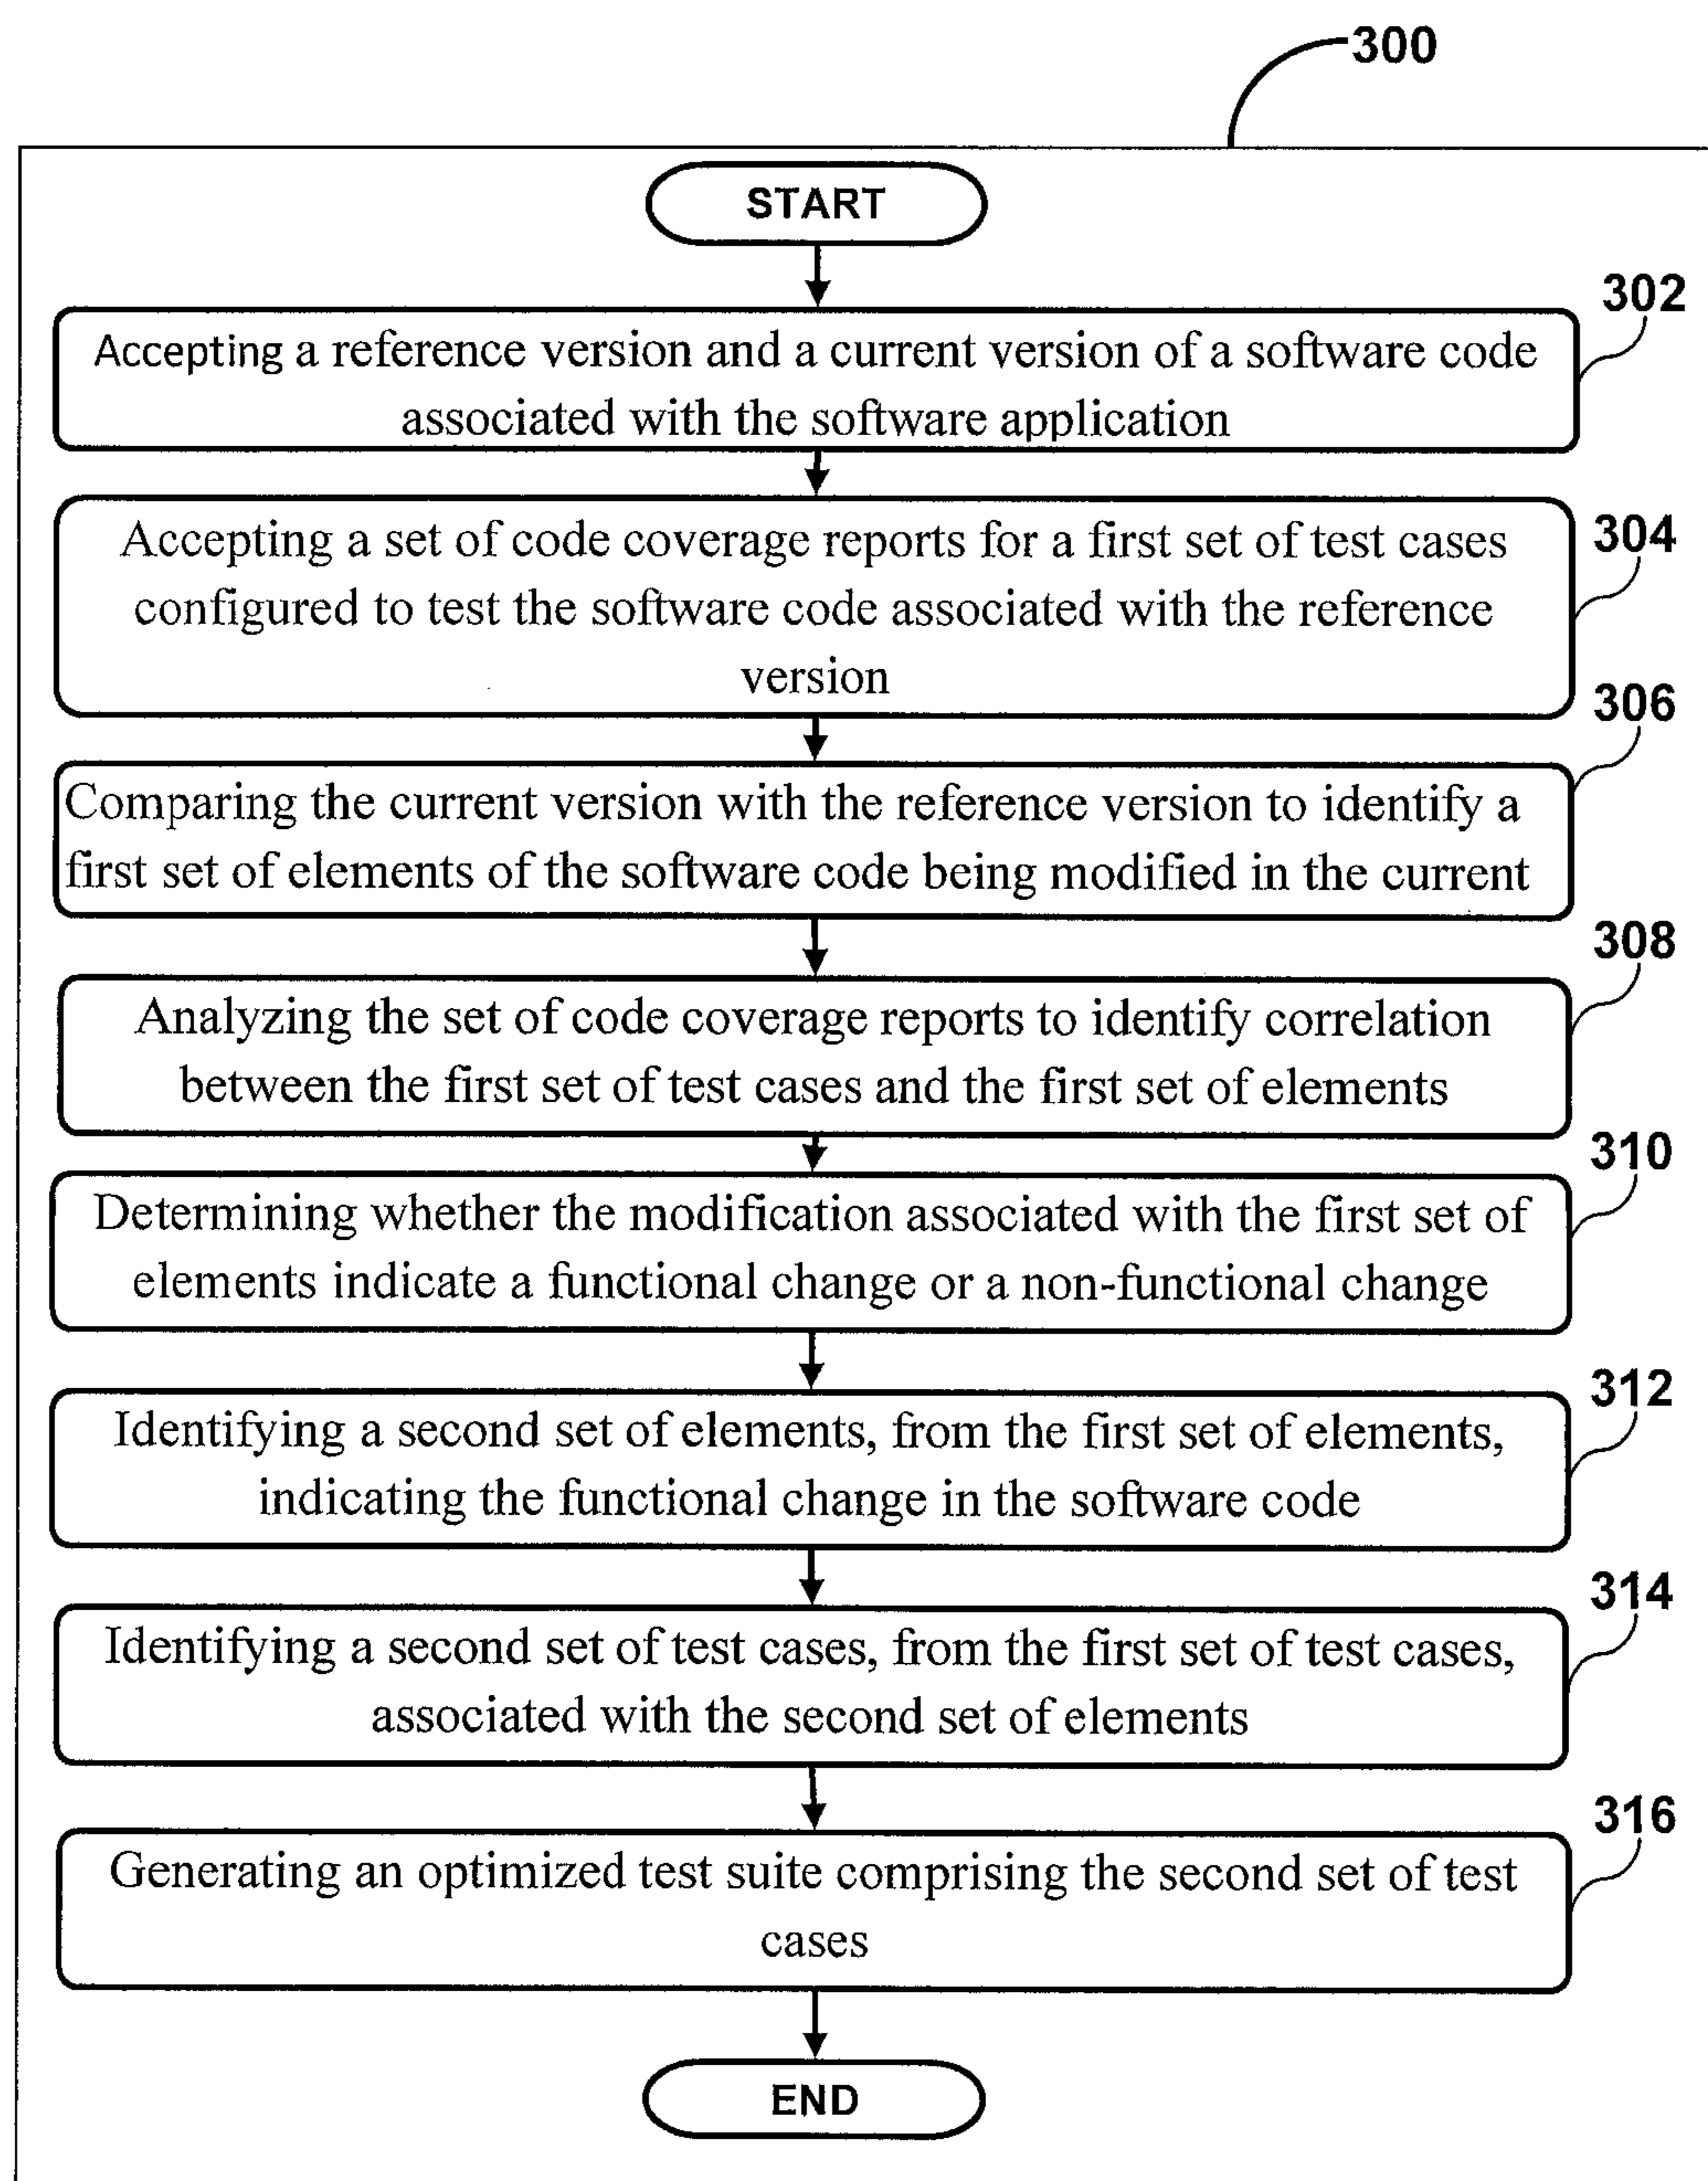 300
START
302
Accepting a reference version and a current version of a software code
associated with the software application
304
Accepting a set of code coverage reports for a first set of test cases
configured to test the software code associated with the reference
version
306
Comparing the current version with the reference version to identify a
first set of elements of the software code being modified in the current
308
Analyzing the set of code coverage reports to identify correlation
between the first set of test cases and the first set of elements
310
Determining whether the modification associated with the first set of
elements indicate a functional change or a non-functional change
312
Identifying a second set of elements, from the first set of elements,
indicating the functional change in the software code
314
Identifying a second set of test cases, from the first set of test cases,
associated with the second set of elements
316
Generating an optimized test suite comprising the second set of test
cases
END